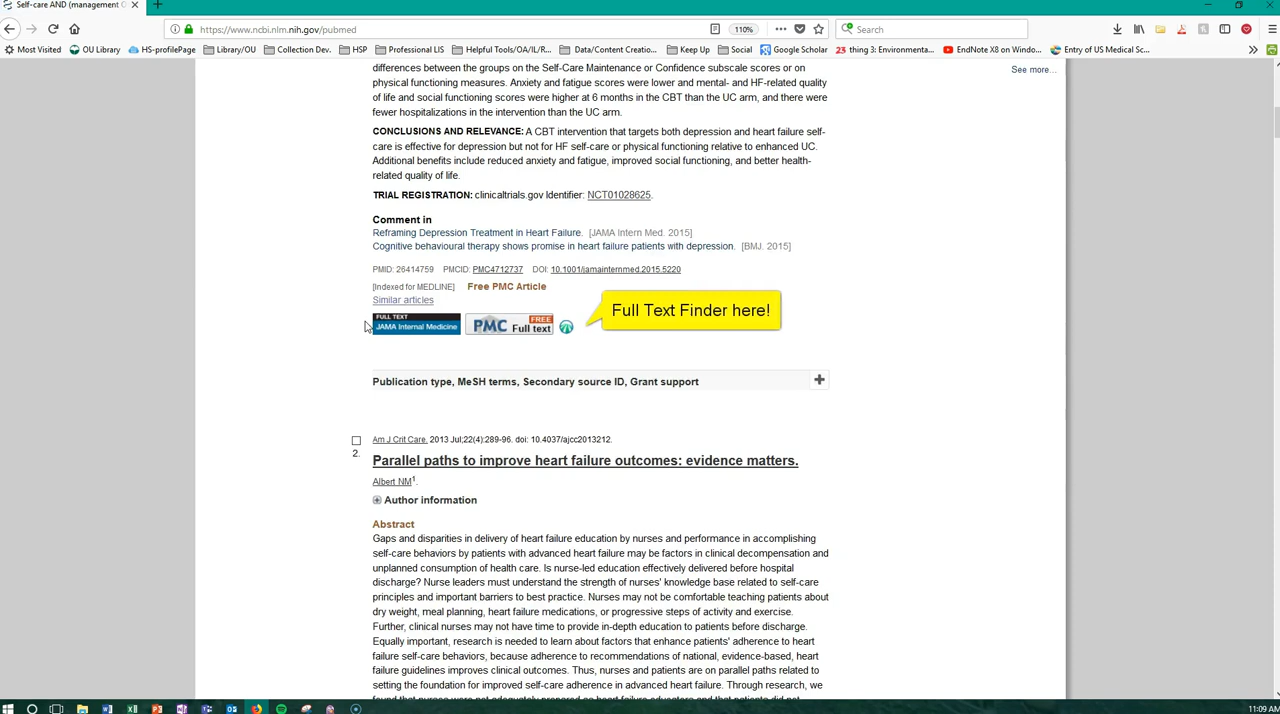 Self-care AND (management O
https://www.ncbi.nlm.nih.gov/pubmed
110%
Search
Most Visited
OU Library
HS-profilePage
Library/OU
Collection Dev.
HSP
Professional LIS
Helpful Tools/OA/IL/R...
Data/Content Creatio...
Keep Up
Social
Google Scholar
23 thing 3: Environmenta...
EndNote X8 on Windo...
Entry of US Medical Sc...
differences between the groups on the Self-Care Maintenance or Confidence subscale scores or on
See more...
physical functioning measures. Anxiety and fatigue scores were lower and mental- and HF-related quality
of life and social functioning scores were higher at 6 months in the CBT than the UC arm, and there were
fewer hospitalizations in the intervention than the UC arm.
CONCLUSIONS AND RELEVANCE: A CBT intervention that targets both depression and heart failure self-
care is effective for depression but not for HF self-care or physical functioning relative to enhanced UC.
Additional benefits include reduced anxiety and fatigue, improved social functioning, and better health-
related quality of life.
TRIAL REGISTRATION: clinicaltrials.gov Identifier: NCT01028625.
Comment in
Reframing Depression Treatment in Heart Failure. [JAMA Intern Med. 2015]
Cognitive behavioural therapy shows promise in heart failure patients with depression. [BMJ. 2015]
PMID: 26414759 PMCID: PMC4712737 DOI: 10.1001/jamainternmed.2015.5220
[Indexed for MEDLINE] Free PMC Article
Similar articles
FULL TEXT
JAMA Internal Medicine
PMC FREE Full text
Full Text Finder here!
Publication type, MeSH terms, Secondary source ID, Grant support
Am J Crit Care. 2013 Jul;22(4):289-96. doi: 10.4037/ajcc2013212.
2.
Parallel paths to improve heart failure outcomes: evidence matters.
Albert NM1.
Author information
Abstract
Gaps and disparities in delivery of heart failure education by nurses and performance in accomplishing
self-care behaviors by patients with advanced heart failure may be factors in clinical decompensation and
unplanned consumption of health care. Is nurse-led education effectively delivered before hospital
discharge? Nurse leaders must understand the strength of nurses' knowledge base related to self-care
principles and important barriers to best practice. Nurses may not be comfortable teaching patients about
dry weight, meal planning, heart failure medications, or progressive steps of activity and exercise.
Further, clinical nurses may not have time to provide in-depth education to patients before discharge.
Equally important, research is needed to learn about factors that enhance patients' adherence to heart
failure self-care behaviors, because adherence to recommendations of national, evidence-based, heart
failure guidelines improves clinical outcomes. Thus, nurses and patients are on parallel paths related to
setting the foundation for improved self-care adherence in advanced heart failure. Through research, we
found that nurses were not adequately prepared as heart failure educators and that patients did not
11:09 AM